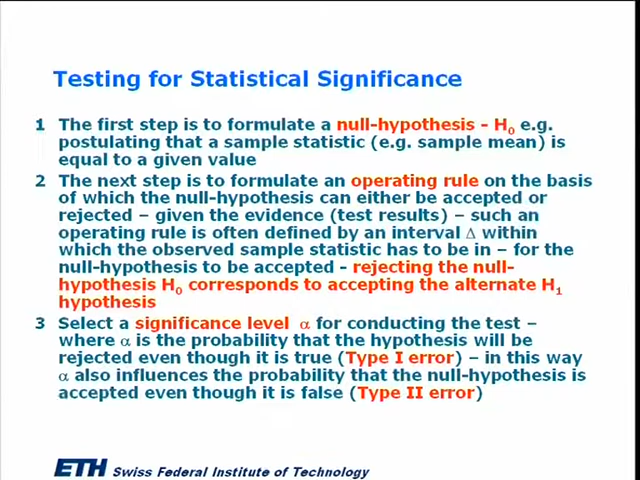 Testing for Statistical Significance
1 The first step is to formulate a null-hypothesis - H0 e.g.
postulating that a sample statistic (e.g. sample mean) is
equal to a given value
2 The next step is to formulate an operating rule on the basis
of which the null-hypothesis can either be accepted or
rejected – given the evidence (test results) – such an
operating rule is often defined by an interval Δ within
which the observed sample statistic has to be in – for the
null-hypothesis to be accepted - rejecting the null-
hypothesis H0 corresponds to accepting the alternate H1
hypothesis
3 Select a significance level α for conducting the test –
where α is the probability that the hypothesis will be
rejected even though it is true (Type I error) – in this way
α also influences the probability that the null-hypothesis is
accepted even though it is false (Type II error)
ETH Swiss Federal Institute of Technology